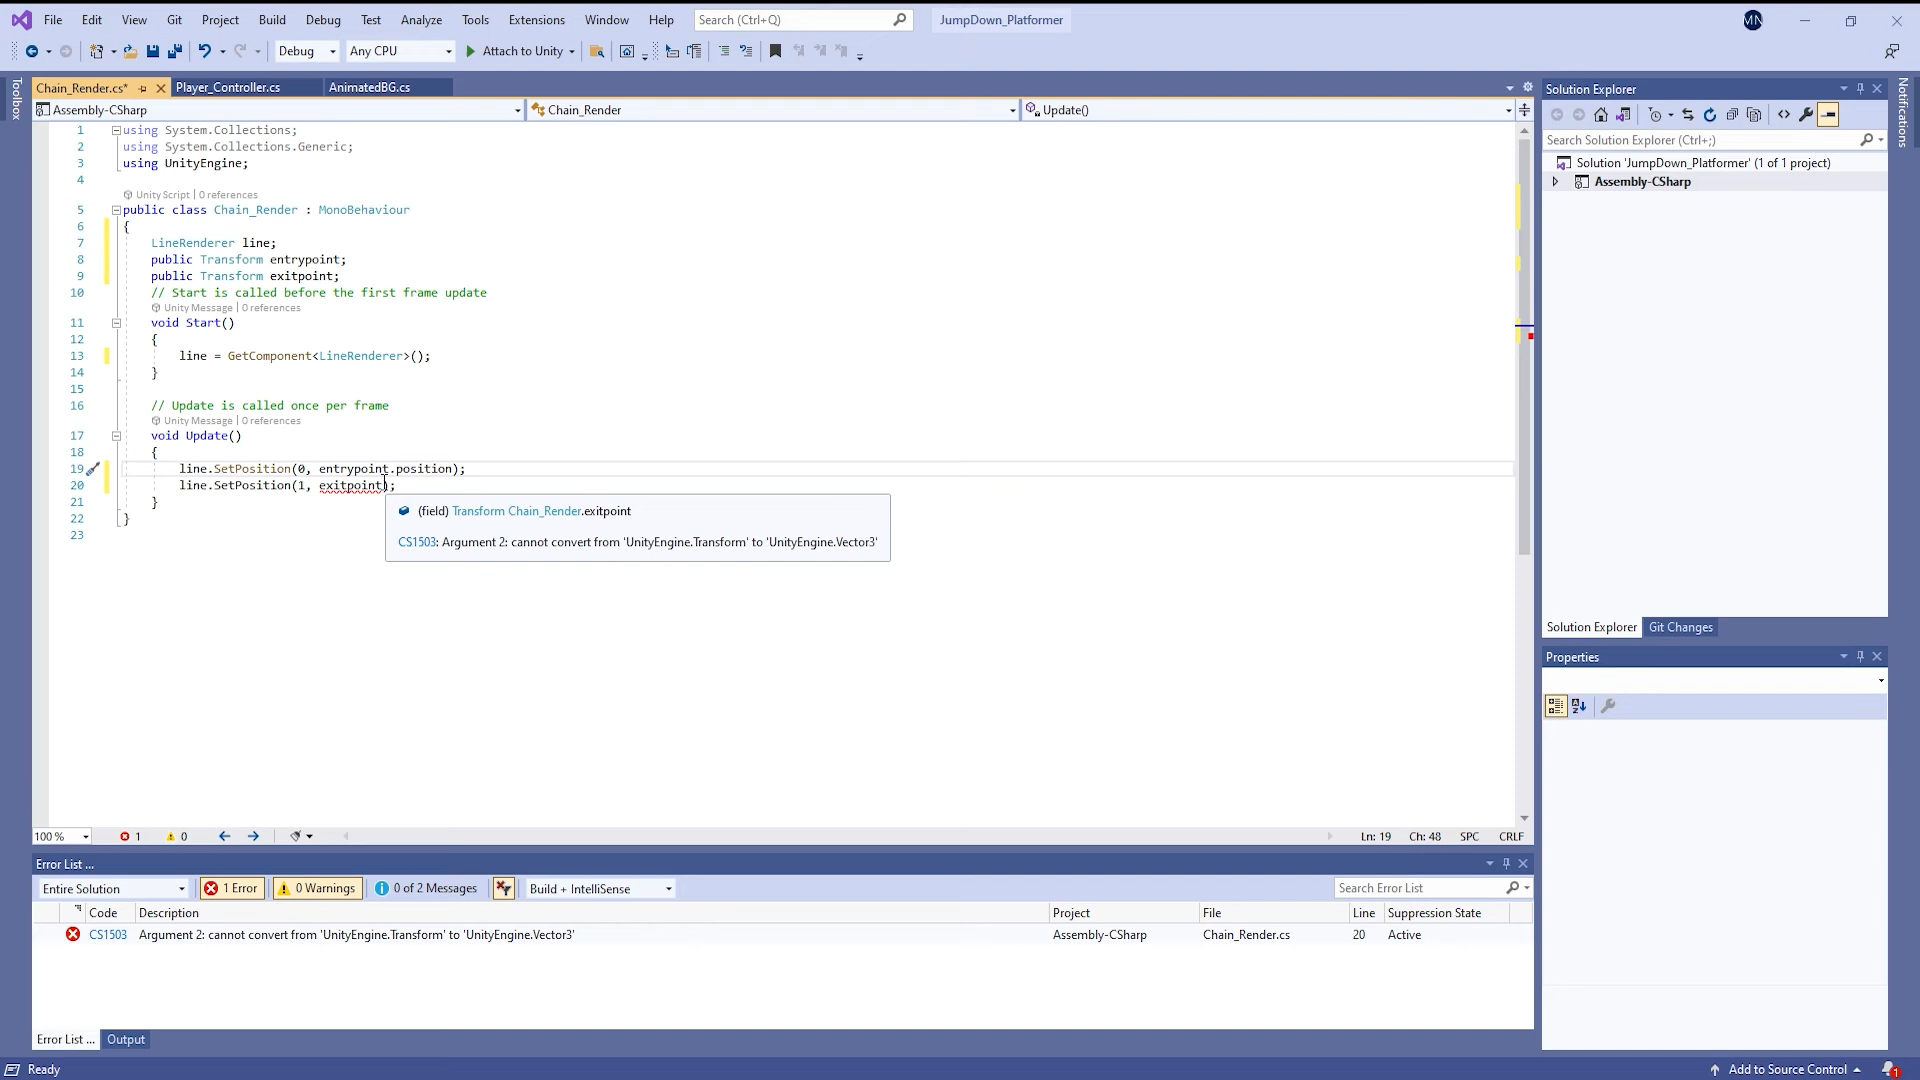 File Edit View Git Project Build Debug Test Analyze Tools Extensions Window Help Search (Ctrl+Q) JumpDown_Platformer MN
Debug Any CPU Attach to Unity
Toolbox
Chain_Render.cs* Player_Controller.cs AnimatedBG.cs
Assembly-CSharp Chain_Render Update()
1 using System.Collections;
2 using System.Collections.Generic;
3 using UnityEngine;
4
Unity Script | 0 references
5 public class Chain_Render : MonoBehaviour
6 {
7 LineRenderer line;
8 public Transform entrypoint;
9 public Transform exitpoint;
10 // Start is called before the first frame update
Unity Message | 0 references
11 void Start()
12 {
13 line = GetComponent<LineRenderer>();
14 }
15
16 // Update is called once per frame
Unity Message | 0 references
17 void Update()
18 {
19 line.SetPosition(0, entrypoint.position);
20 line.SetPosition(1, exitpoint);
21 }
22 }
23
(field) Transform Chain_Render.exitpoint
CS1503: Argument 2: cannot convert from 'UnityEngine.Transform' to 'UnityEngine.Vector3'
100 % 1 0 Ln: 19 Ch: 48 SPC CRLF
Error List ...
Entire Solution 1 Error 0 Warnings 0 of 2 Messages Build + IntelliSense Search Error List
Code Description Project File Line Suppression State
CS1503 Argument 2: cannot convert from 'UnityEngine.Transform' to 'UnityEngine.Vector3' Assembly-CSharp Chain_Render.cs 20 Active
Error List ... Output
Solution Explorer
Search Solution Explorer (Ctrl+;)
Solution 'JumpDown_Platformer' (1 of 1 project)
Assembly-CSharp
Solution Explorer Git Changes
Properties
Notifications
Ready Add to Source Control 1